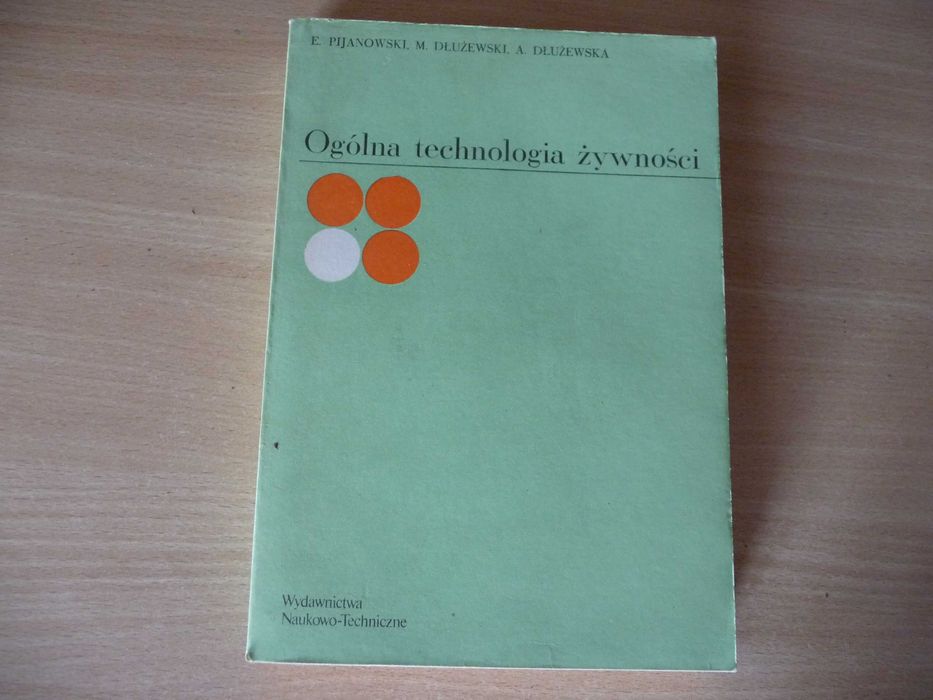 E. PIJANOWSKI, M. DŁUŻEWSKI, A. DŁUŻEWSKA
Ogólna technologia żywności
Wydawnictwa
Naukowo-Techniczne